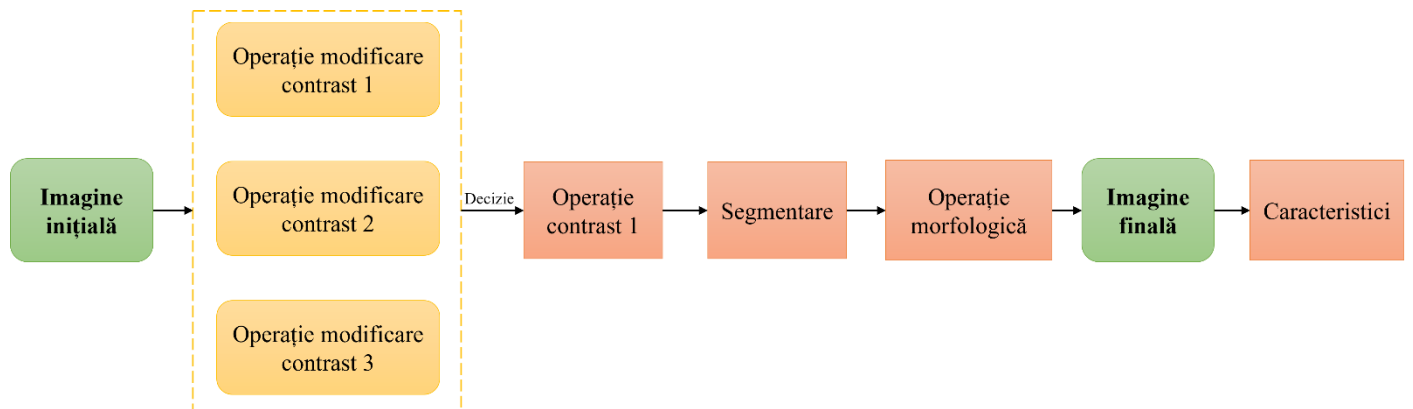 Imagine
inițială
Operație modificare
contrast 1
Operație modificare
contrast 2
Operație modificare
contrast 3
Decizie
Operație
contrast 1
Segmentare
Operație
morfologică
Imagine
finală
Caracteristici